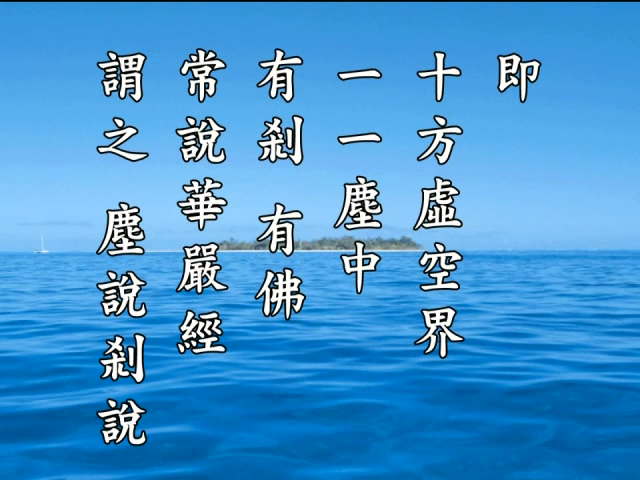 即
十方虛空界
一一塵中
有剎 有佛
常說華嚴經
謂之 塵說剎說